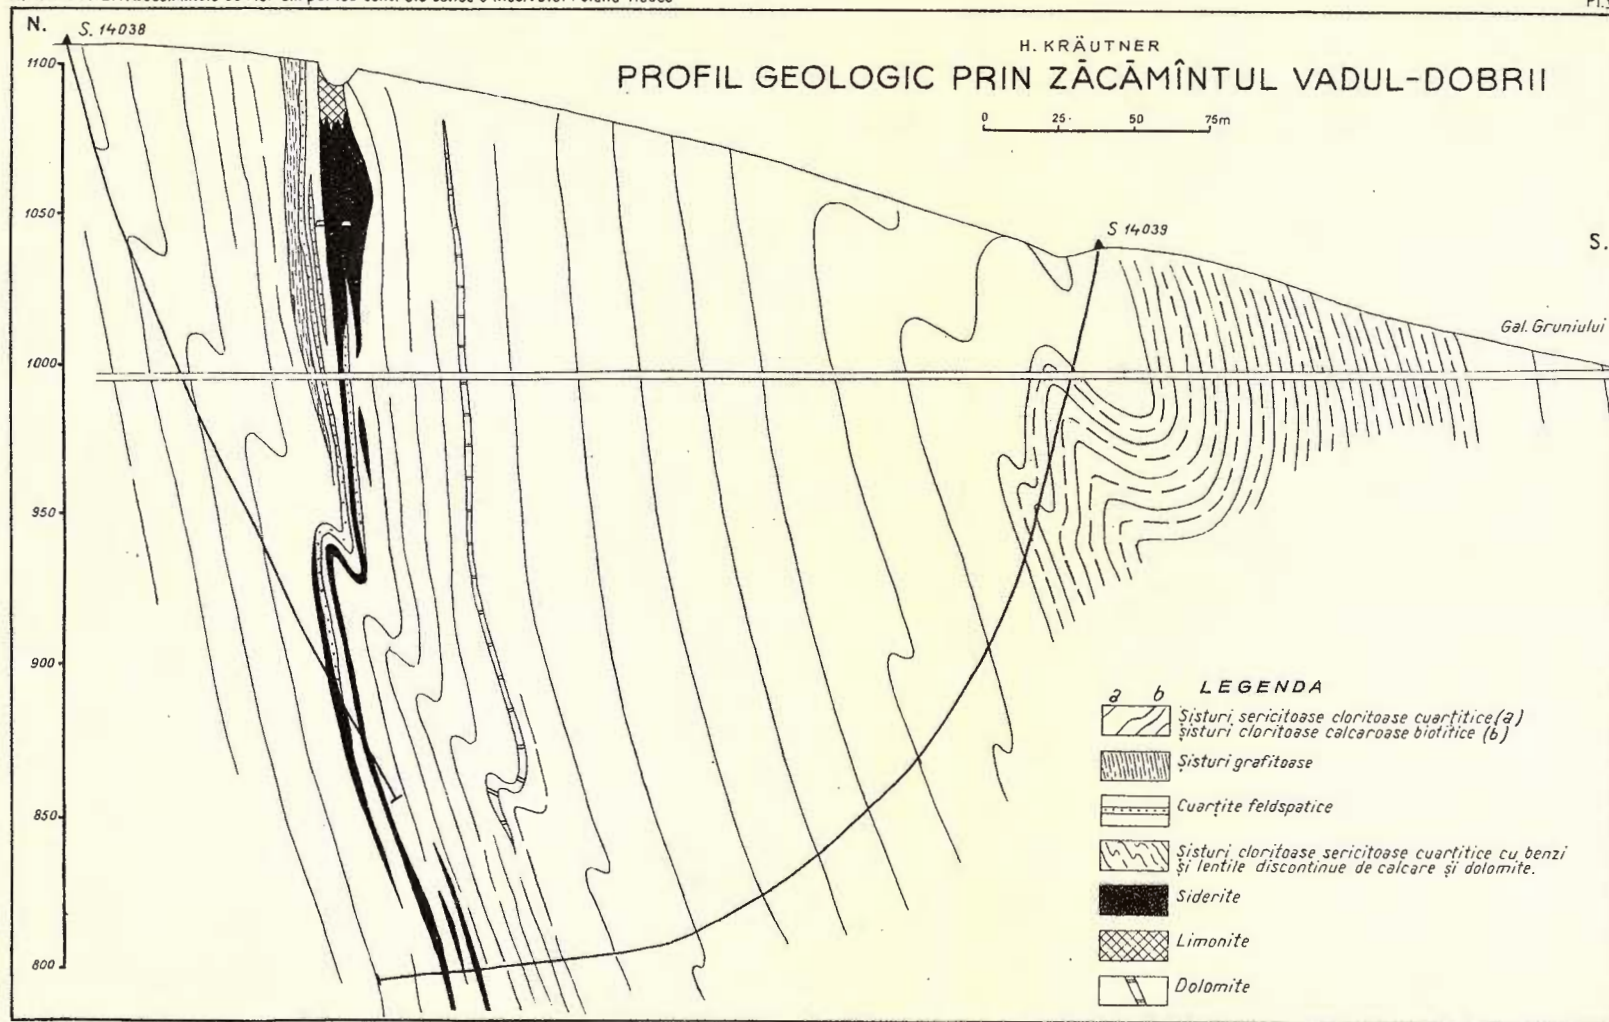 N.
S. 14038
H. KRÄUTNER
PROFIL GEOLOGIC PRIN ZĂCĂMÎNTUL VADUL-DOBRII
0 25 50 75m
1100
1050
S 14039
S.
Gal. Gruniului
1000
950
900
850
800
LEGENDA
a b
Șisturi sericitoase cloritoase cuarțitice (a)
șisturi cloritoase calcaroase biotitice (b)
Șisturi grafitoase
Cuarțite feldspatice
Șisturi cloritoase sericitoase cuarțitice cu benzi
și lentile discontinue de calcare și dolomite.
Siderite
Limonite
Dolomite